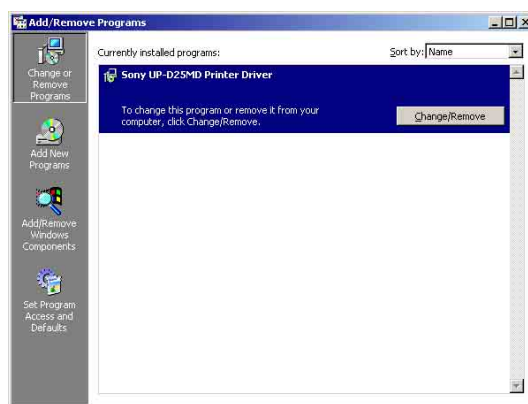 Add/Remove Programs
Change or
Remove
Programs
Add New
Programs
Add/Remove
Windows
Components
Set Program
Access and
Defaults
Currently installed programs:
Sort by: Name
Sony UP-D25MD Printer Driver
To change this program or remove it from your
computer, click Change/Remove.
Change/Remove